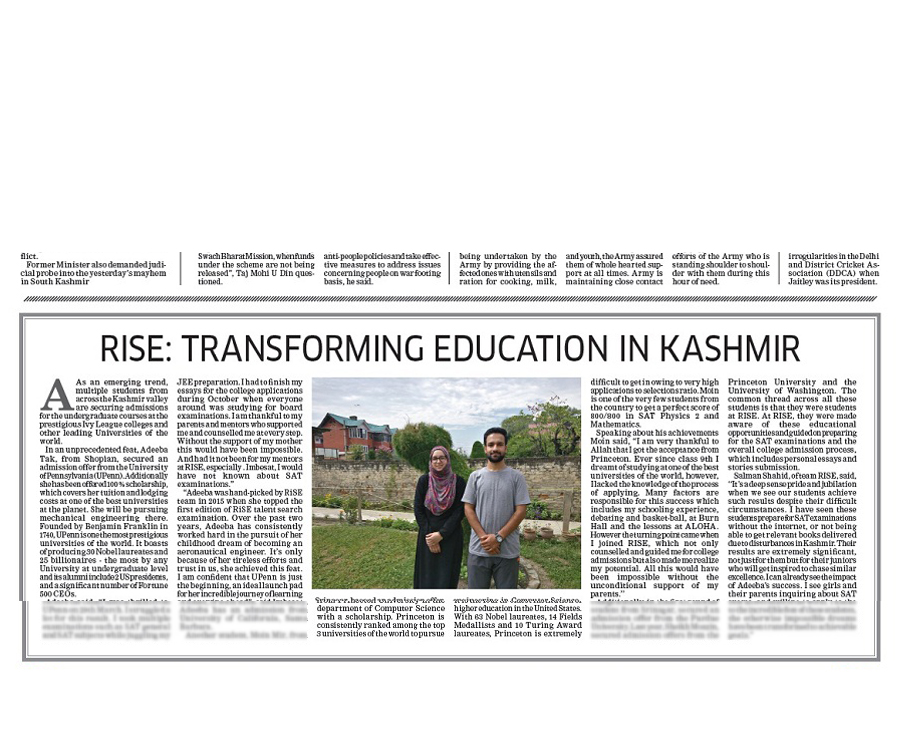 flict.
Former Minister also demanded judi-
cial probe into the yesterday's mayhem
in South Kashmir
Swach Bharat Mission, when funds
under the scheme are not being
released", Taj Mohi U Din ques-
tioned.
anti-people policies and take effec-
tive measures to address issues
concerning people on war footing
basis, he said.
being undertaken by the
Army by providing the af-
fected ones with utensils and
ration for cooking, milk,
and youth, the Army assured
them of whole hearted sup-
port at all times. Army is
maintaining close contact
efforts of the Army who is
standing shoulder to shoul-
der with them during this
hour of need.
irregularities in the Delhi
and District Cricket As-
sociation (DDCA) when
Jaitley was its president.
RISE: TRANSFORMING EDUCATION IN KASHMIR
A As an emerging trend,
multiple students from
across the Kashmir valley
are securing admissions
for the undergraduate courses at the
prestigious Ivy League colleges and
other leading Universities of the
world.
In an unprecedented feat, Adeeba
Tak, from Shopian, secured an
admission offer from the University
of Pennsylvania (UPenn). Additionally
she has been offered 100% scholarship,
which covers her tuition and lodging
costs at one of the best universities
at the planet. She will be pursuing
mechanical engineering there.
Founded by Benjamin Franklin in
1740, UPenn is one the most prestigious
universities of the world. It boasts
of producing 30 Nobel laureates and
25 billionaires - the most by any
University at undergraduate level
and its alumni include 2 US presidents,
and a significant number of Fortune
500 CEOs.
JEE preparation. I had to finish my
essays for the college applications
during October when everyone
around was studying for board
examinations. I am thankful to my
parents and mentors who supported
me and counselled me at every step.
Without the support of my mother
this would have been impossible.
And had it not been for my mentors
at RISE, especially . Imbesat, I would
have not known about SAT
examinations."
"Adeeba was hand-picked by RiSE
team in 2015 when she topped the
first edition of RiSE talent search
examination. Over the past two
years, Adeeba has consistently
worked hard in the pursuit of her
childhood dream of becoming an
aeronautical engineer. It's only
because of her tireless efforts and
trust in us, she achieved this feat.
I am confident that UPenn is just
the beginning, an ideal launch pad
for her incredible journey of learning
department of Computer Science
with a scholarship. Princeton is
consistently ranked among the top
3 universities of the world to pursue
higher education in the United States.
With 63 Nobel laureates, 14 Fields
Medallists and 10 Turing Award
laureates, Princeton is extremely
difficult to get in owing to very high
applications to selections ratio. Moin
is one of the very few students from
the country to get a perfect score of
800/800 in SAT Physics 2 and
Mathematics.
Speaking about his achievements
Moin said, "I am very thankful to
Allah that I got the acceptance from
Princeton. Ever since class 9th I
dreamt of studying at one of the best
universities of the world, however,
I lacked the knowledge of the process
of applying. Many factors are
responsible for this success which
includes my schooling experience,
debating and basket-ball, at Burn
Hall and the lessons at ALOHA.
However the turning point came when
I joined RISE, which not only
counselled and guided me for college
admissions but also made me realize
my potential. All this would have
been impossible without the
unconditional support of my
parents."
Princeton University and the
University of Washington. The
common thread across all these
students is that they were students
at RISE. At RISE, they were made
aware of these educational
opportunities and guided on preparing
for the SAT examinations and the
overall college admission process,
which includes personal essays and
stories submission.
Salman Shahid, of team RISE, said,
"It's a deep sense pride and jubilation
when we see our students achieve
such results despite their difficult
circumstances. I have seen these
students prepare for SAT examinations
without the internet, or not being
able to get relevant books delivered
due to disturbances in Kashmir. Their
results are extremely significant,
not just for them but for their juniors
who will get inspired to chase similar
excellence. I can already see the impact
of Adeeba's success. I see girls and
their parents inquiring about SAT